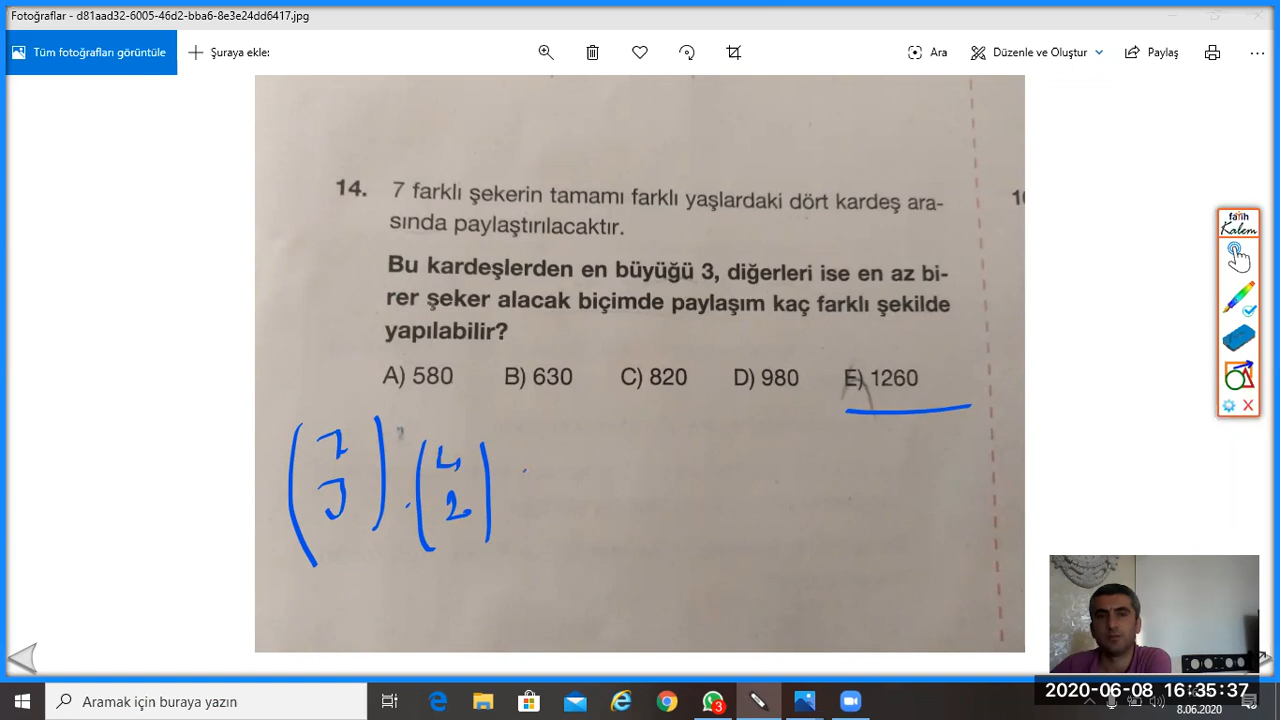 Fotoğraflar - d81aad32-6005-46d2-bba6-8e3e24dd6417.jpg
Tüm fotoğrafları görüntüle
Şuraya ekle:
Ara
Düzenle ve Oluştur
Paylaş
14. 7 farklı şekerin tamamı farklı yaşlardaki dört kardeş ara-
sında paylaştırılacaktır.
Bu kardeşlerden en büyüğü 3, diğerleri ise en az bi-
rer şeker alacak biçimde paylaşım kaç farklı şekilde
yapılabilir?
A) 580 B) 630 C) 820 D) 980 E) 1260
(7 3) . (4 2) .
fatih
Kalem
Aramak için buraya yazın
3
2020-06-08 16:35:37
8.06.2020